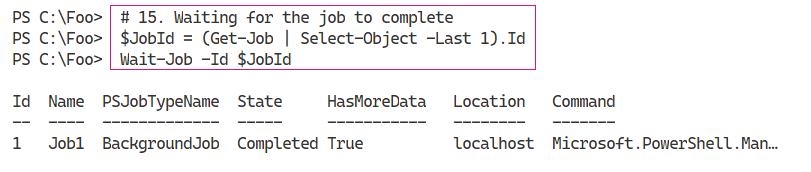 PS C:\Foo> # 15. Waiting for the job to complete
PS C:\Foo> $JobId = (Get-Job | Select-Object -Last 1).Id
PS C:\Foo> Wait-Job -Id $JobId
Id Name PSJobTypeName State HasMoreData Location Command
-- ---- ------------- ----- ----------- -------- -------
1 Job1 BackgroundJob Completed True localhost Microsoft.PowerShell.Man…